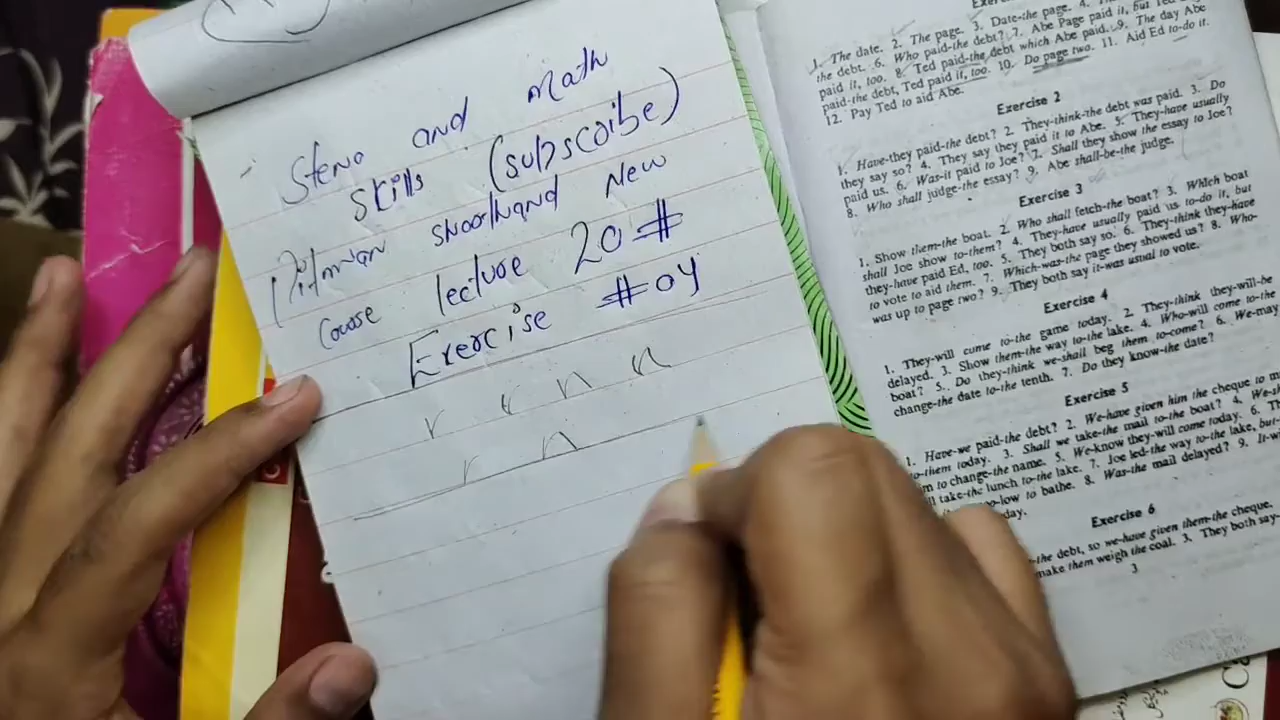 Steno and Math
Skills (subscribe)
Pitman shoorthand New
Course lecture 20#
Exercise #04
1. The date. 2. The page. 3. Date-the page. 4.
the debt. 6. Who paid-the debt? 7. Abe Page paid it, but Ted
paid it, too. 8. Ted paid-the debt which Abe paid. 9. The day Abe
paid-the debt, Ted paid it, too. 10. Do page two. 11. Aid Ed to-do it.
12. Pay Ted to aid Abe.
Exercise 2
1. Have-they paid-the debt? 2. They-think-the debt was paid. 3. Do
they say so? 4. They say they paid it to Abe. 5. They-have usually
paid us. 6. Was-it paid to Joe? 7. Shall they show the essay to Joe?
8. Who shall judge-the essay? 9. Abe shall-be-the judge.
Exercise 3
1. Show them-the boat. 2. Who shall fetch-the boat? 3. Which boat
shall Joe show to-them? 4. They-have usually paid us to-do it, but
they-have paid Ed, too. 5. They both say so. 6. They-think they-have
to vote to aid them. 7. Which-was-the page they showed us? 8. Who-
was up to page two? 9. They both say it-was usual to vote.
Exercise 4
1. They-will come to-the game today. 2. They-think they-will-be
delayed. 3. Show them-the way to-the lake. 4. Who-will come to-the
boat? 5. Do they-think we-shall beg them to-come? 6. We-may
change-the date to-the tenth. 7. Do they-know-the date?
Exercise 5
1. Have-we paid-the debt? 2. We-have given him the cheque to
to-them today. 3. Shall we take-the mail to-the boat? 4.
to change-the name. 5. We-know they-will come today. 6.
take-the lunch to-the lake. 7. Joe led-the way to-the lake, but
to bathe. 8. Was-the mail delayed? 9.
day.
Exercise 6
the debt, so we-have given them-the cheque.
make them weigh the coal. 3. They both say
3